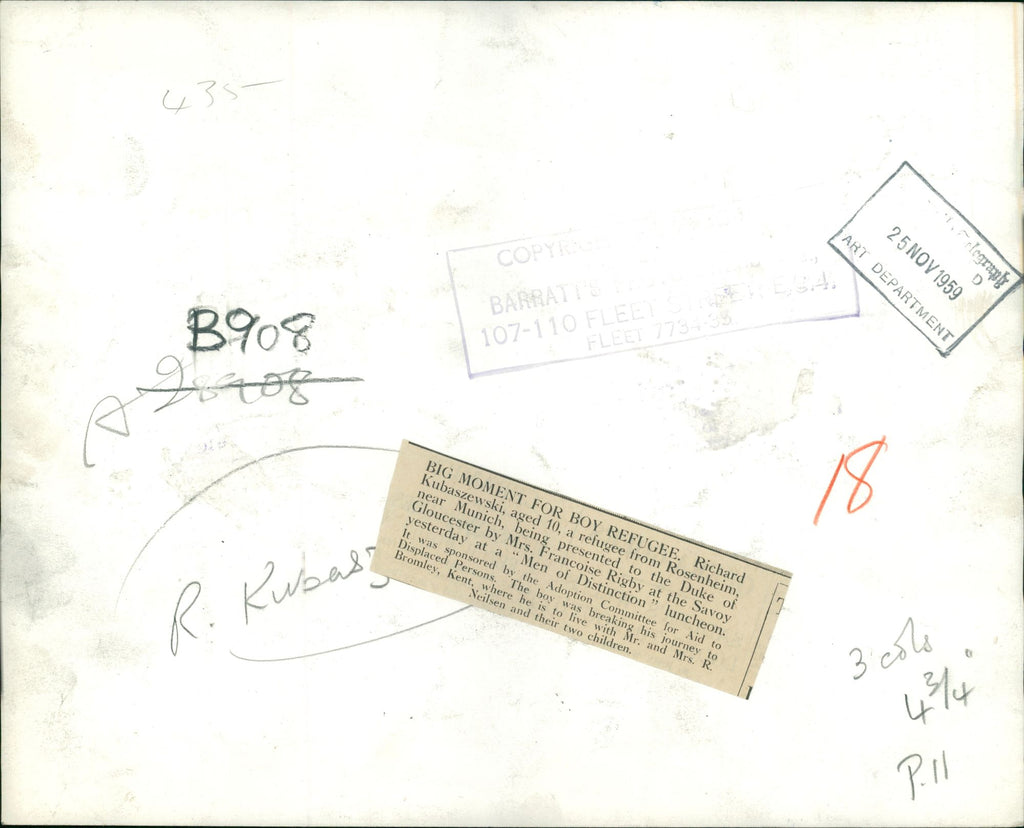 435-
COPYRIGHT
BARRATT'S
107-110 FLEET STREET E.C.4.
FLEET 7734-35
Telegraph
D
25 NOV 1959
ART DEPARTMENT
B908
B908
18
BIG MOMENT FOR BOY REFUGEE. Richard
Kubaszewski, aged 10, a refugee from Rosenheim,
near Munich, being presented to the Duke of
Gloucester by Mrs. Francoise Rigby at the Savoy
yesterday at a "Men of Distinction" luncheon.
It was sponsored by the Adoption Committee for Aid to
Displaced Persons. The boy was breaking his journey to
Bromley, Kent, where he is to live with Mr. and Mrs. R.
Neilsen and their two children.
R. Kubasz
3 cols
4 3/4"
P.11